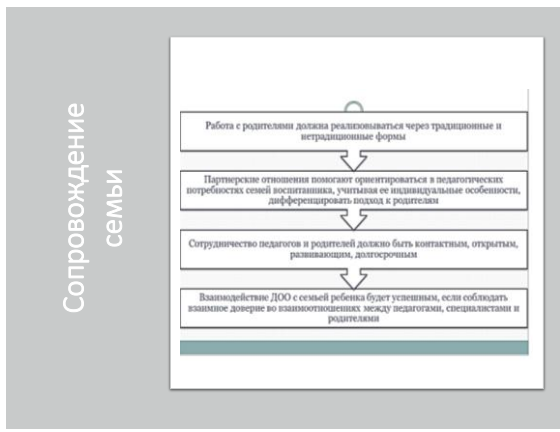 Сопровождение
семьи
Работа с родителями должна реализовываться через традиционные и
нетрадиционные формы
Партнерские отношения помогают ориентироваться в педагогических
потребностях семей воспитанника, учитывая ее индивидуальные особенности,
дифференцировать подход к родителям
Сотрудничество педагогов и родителей должно быть контактным, открытым,
развивающим, долгосрочным
Взаимодействие ДОО с семьей ребенка будет успешным, если соблюдать
взаимное доверие во взаимоотношениях между педагогами, специалистами и
родителями